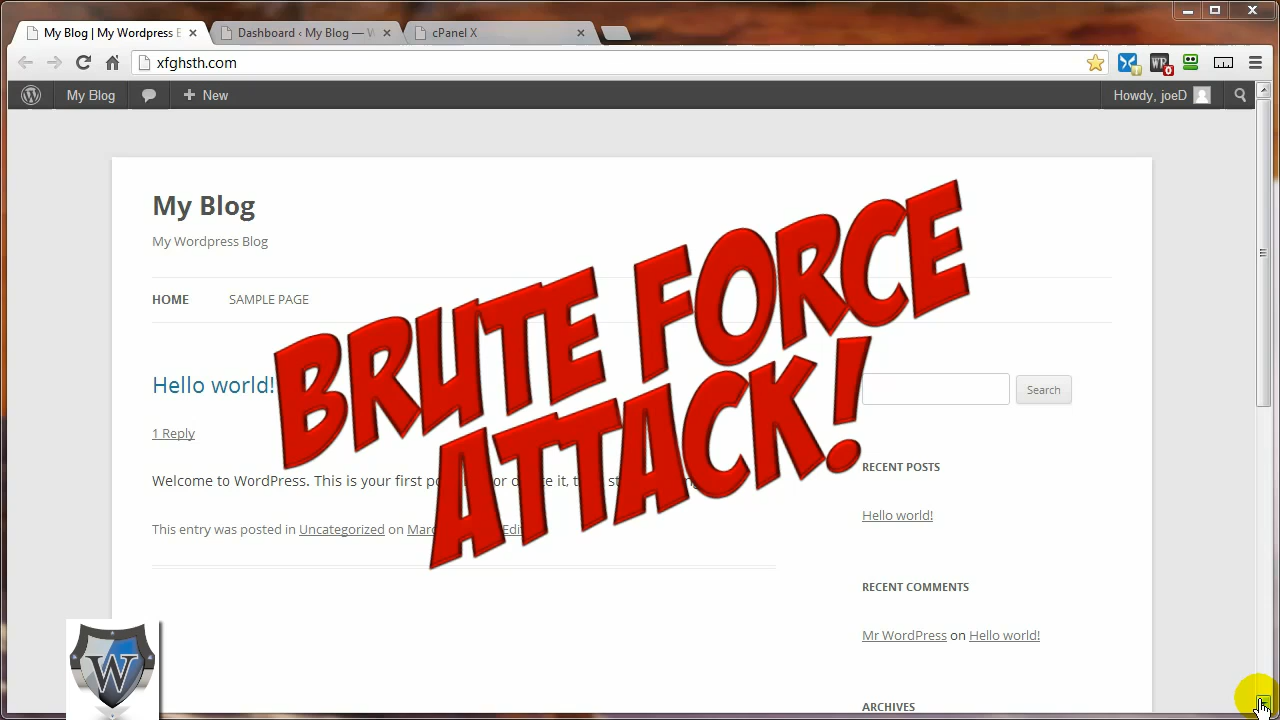 My Blog | My Wordpress B
Dashboard ‹ My Blog — W
cPanel X
xfghsth.com
My Blog
New
Howdy, joeD
My Blog
My Wordpress Blog
HOME
SAMPLE PAGE
BRUTE FORCE
ATTACK!
Hello world!
Search
1 Reply
Welcome to WordPress. This is your first
This entry was posted in Uncategorized on
RECENT POSTS
Hello world!
RECENT COMMENTS
Mr WordPress on Hello world!
ARCHIVES
W